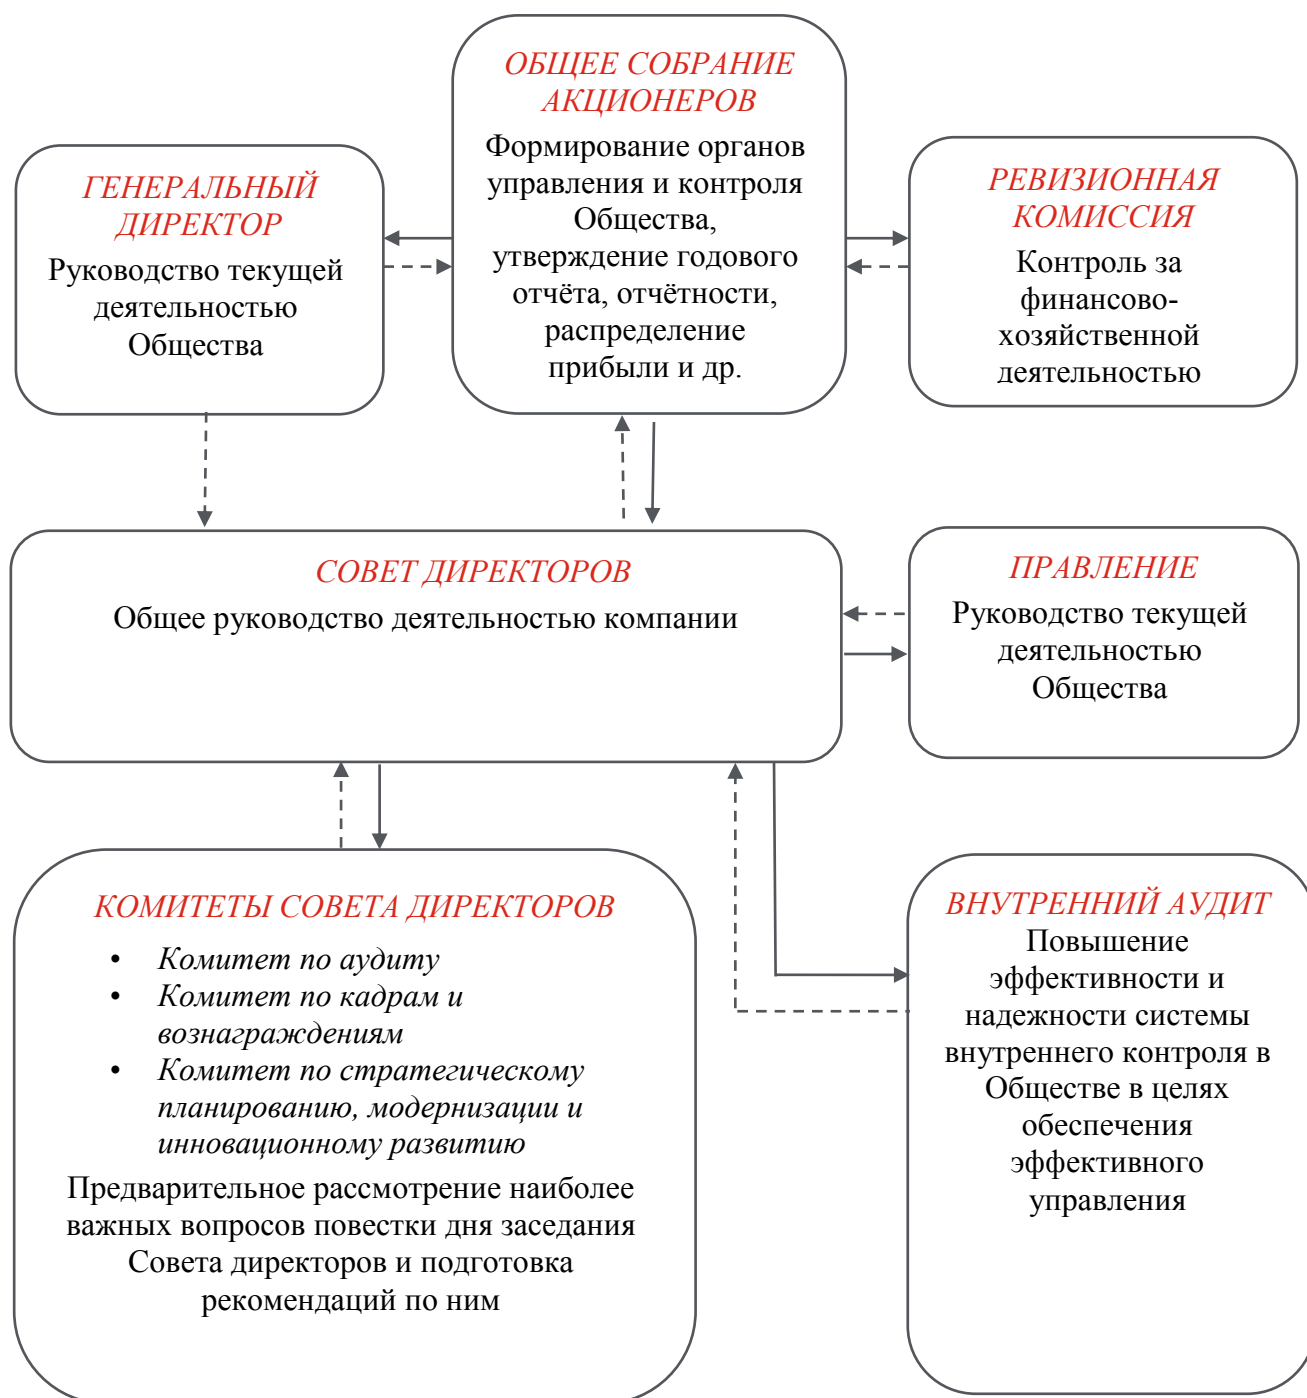 ОБЩЕЕ СОБРАНИЕ
АКЦИОНЕРОВ
Формирование органов
управления и контроля
Общества,
утверждение годового
отчёта, отчётности,
распределение
прибыли и др.
ГЕНЕРАЛЬНЫЙ
ДИРЕКТОР
Руководство текущей
деятельностью
Общества
РЕВИЗИОННАЯ
КОМИССИЯ
Контроль за
финансово-
хозяйственной
деятельностью
СОВЕТ ДИРЕКТОРОВ
Общее руководство деятельностью компании
ПРАВЛЕНИЕ
Руководство текущей
деятельностью
Общества
КОМИТЕТЫ СОВЕТА ДИРЕКТОРОВ
• Комитет по аудиту
• Комитет по кадрам и
вознаграждениям
• Комитет по стратегическому
планированию, модернизации и
инновационному развитию
Предварительное рассмотрение наиболее
важных вопросов повестки дня заседания
Совета директоров и подготовка
рекомендаций по ним
ВНУТРЕННИЙ АУДИТ
Повышение
эффективности и
надежности системы
внутреннего контроля в
Обществе в целях
обеспечения
эффективного
управления